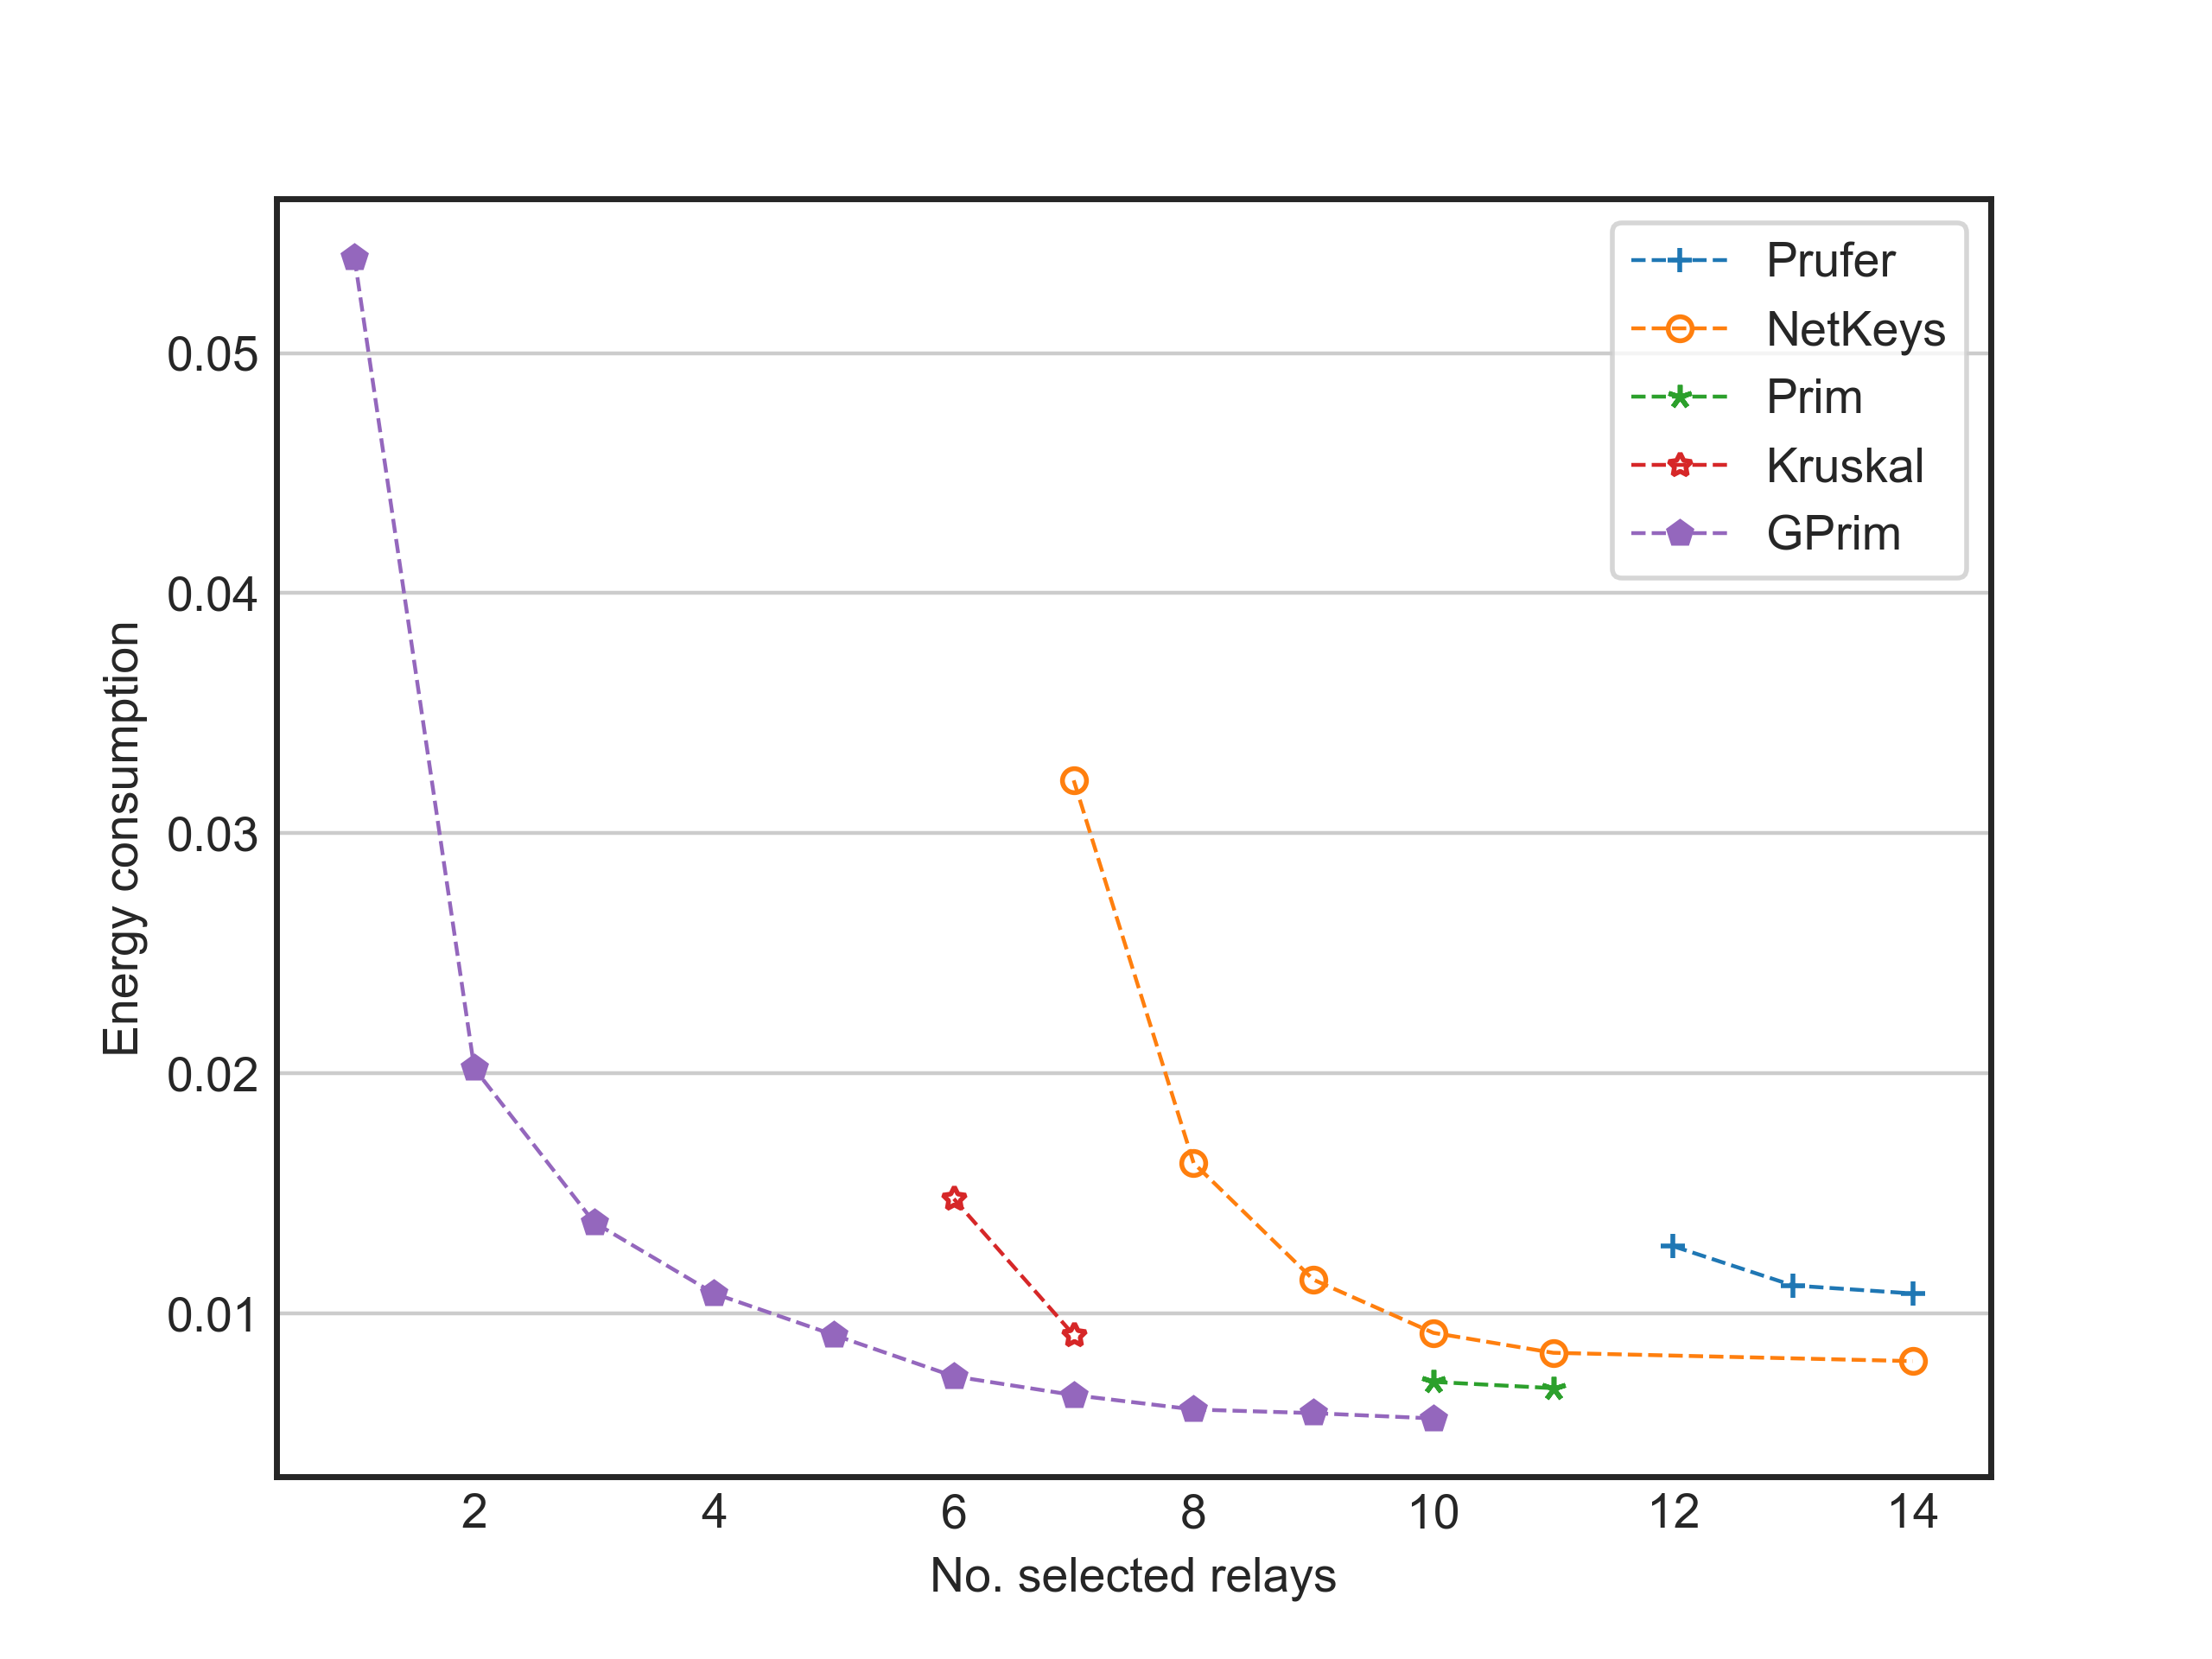 Prufer
NetKeys
Prim
Kruskal
GPrim
0.05
0.04
0.03
0.02
0.01
Energy consumption
2 4 6 8 10 12 14
No. selected relays